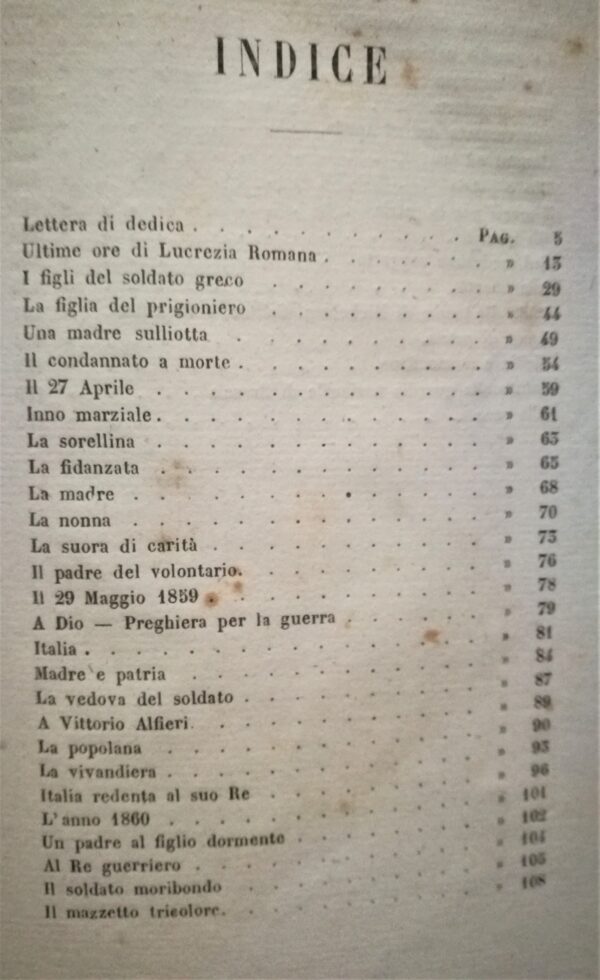 INDICE
Lettera di dedica . . . . . . . . . . PAG. 5
Ultime ore di Lucrezia Romana . . . . . . » 13
I figli del soldato greco . . . . . . . . » 29
La figlia del prigioniero . . . . . . . . » 44
Una madre sulliotta . . . . . . . . . » 49
Il condannato a morte . . . . . . . . . » 54
Il 27 Aprile . . . . . . . . . . . . » 59
Inno marziale . . . . . . . . . . . . » 61
La sorellina . . . . . . . . . . . . » 63
La fidanzata . . . . . . . . . . . . » 65
La madre . . . . . . . . . . . . . » 68
La nonna . . . . . . . . . . . . . » 70
La suora di carità . . . . . . . . . . » 73
Il padre del volontario . . . . . . . . . » 76
Il 29 Maggio 1859 . . . . . . . . . . » 78
A Dio — Preghiera per la guerra . . . . . » 79
Italia . . . . . . . . . . . . . . » 81
Madre e patria . . . . . . . . . . . » 84
La vedova del soldato . . . . . . . . . » 87
A Vittorio Alfieri . . . . . . . . . . » 89
La popolana . . . . . . . . . . . . » 90
La vivandiera . . . . . . . . . . . . » 93
Italia redenta al suo Re . . . . . . . . » 96
L'anno 1860 . . . . . . . . . . . . » 101
Un padre al figlio dormente . . . . . . . » 102
Al Re guerriero . . . . . . . . . . . » 104
Il soldato moribondo . . . . . . . . . » 105
Il mazzetto tricolore . . . . . . . . . » 108